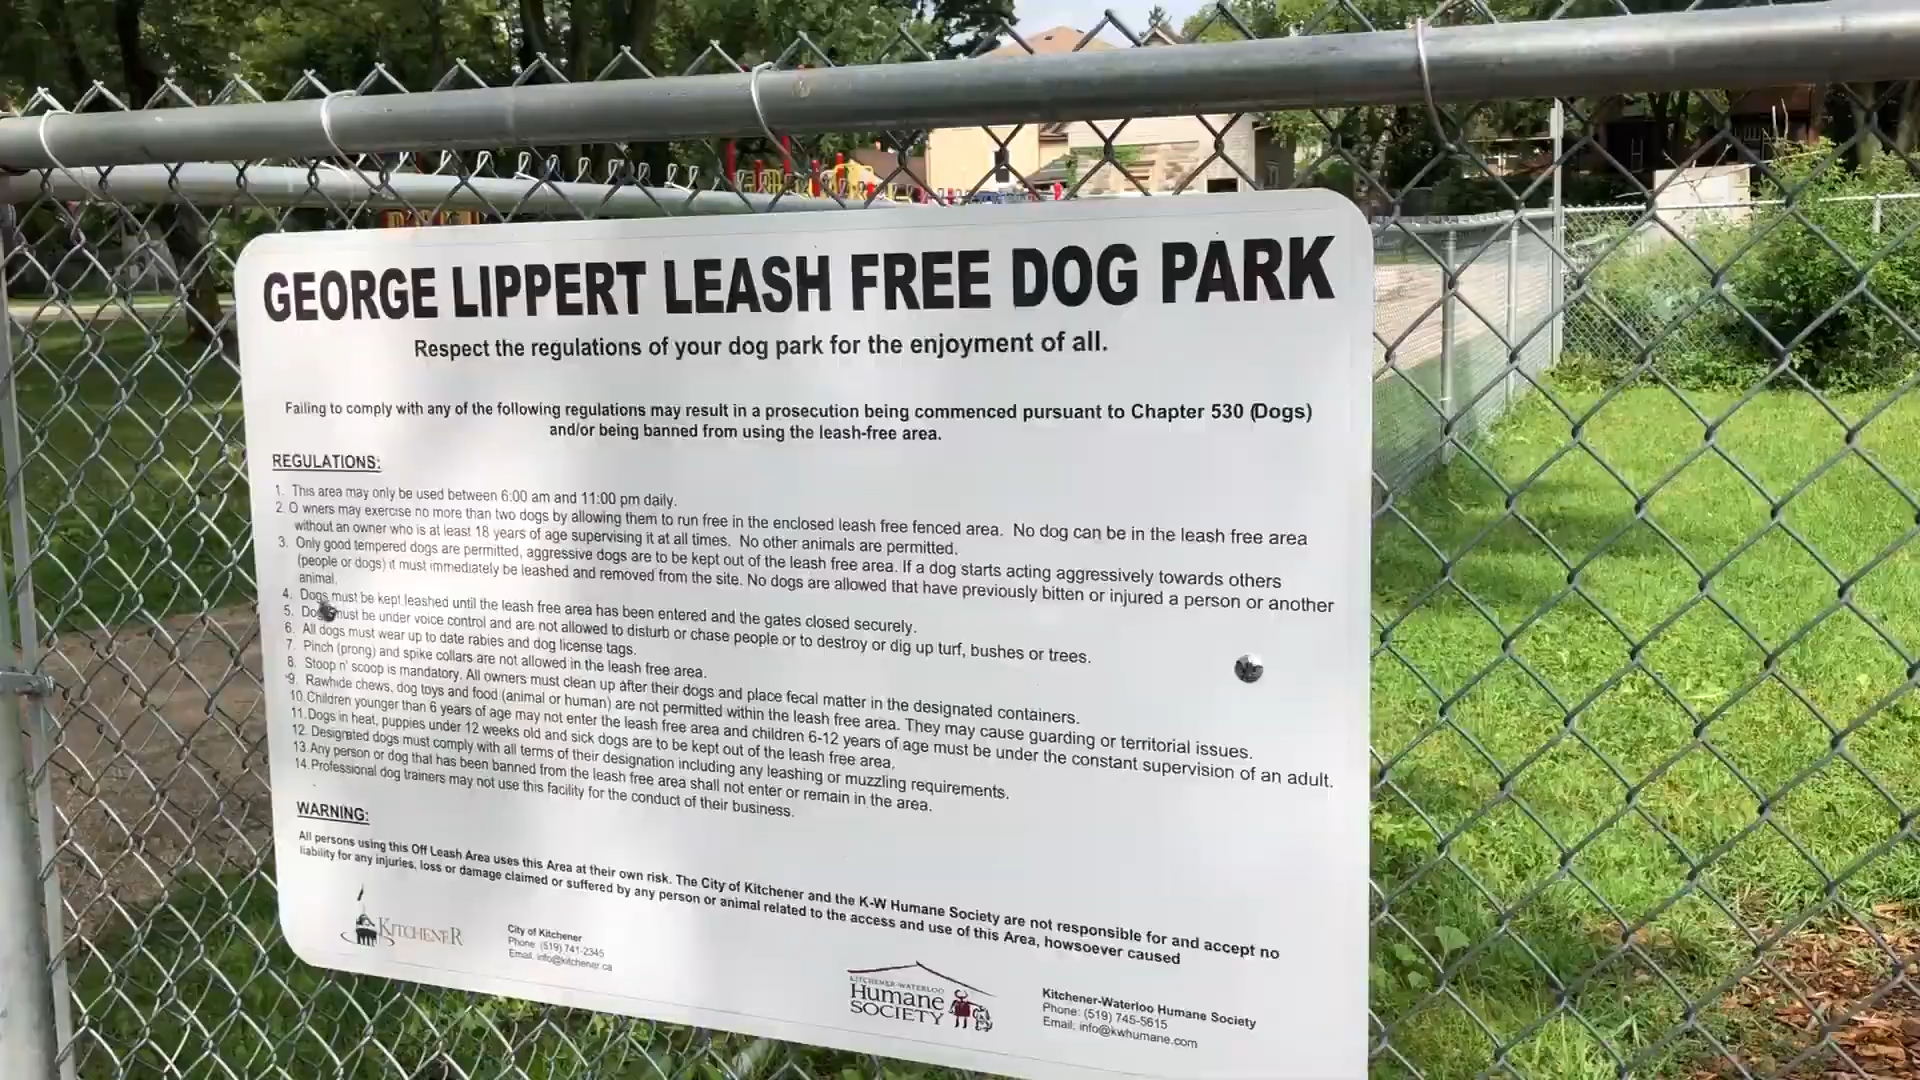 GEORGE LIPPERT LEASH FREE DOG PARK
Respect the regulations of your dog park for the enjoyment of all.
Failing to comply with any of the following regulations may result in a prosecution being commenced pursuant to Chapter 530 (Dogs)
and/or being banned from using the leash-free area.
REGULATIONS:
1. This area may only be used between 6:00 am and 11:00 pm daily.
2. O wners may exercise no more than two dogs by allowing them to run free in the enclosed leash free fenced area. No dog can be in the leash free area
without an owner who is at least 18 years of age supervising it at all times. No other animals are permitted.
3. Only good tempered dogs are permitted, aggressive dogs are to be kept out of the leash free area. If a dog starts acting aggressively towards others
(people or dogs) it must immediately be leashed and removed from the site. No dogs are allowed that have previously bitten or injured a person or another
animal.
4. Dogs must be kept leashed until the leash free area has been entered and the gates closed securely.
5. Dogs must be under voice control and are not allowed to disturb or chase people or to destroy or dig up turf, bushes or trees.
6. All dogs must wear up to date rabies and dog license tags.
7. Pinch (prong) and spike collars are not allowed in the leash free area.
8. Stoop n' scoop is mandatory. All owners must clean up after their dogs and place fecal matter in the designated containers.
9. Rawhide chews, dog toys and food (animal or human) are not permitted within the leash free area. They may cause guarding or territorial issues.
10. Children younger than 6 years of age may not enter the leash free area and children 6-12 years of age must be under the constant supervision of an adult.
11. Dogs in heat, puppies under 12 weeks old and sick dogs are to be kept out of the leash free area.
12. Designated dogs must comply with all terms of their designation including any leashing or muzzling requirements.
13. Any person or dog that has been banned from the leash free area shall not enter or remain in the area.
14. Professional dog trainers may not use this facility for the conduct of their business.
WARNING:
All persons using this Off Leash Area uses this Area at their own risk. The City of Kitchener and the K-W Humane Society are not responsible for and accept no
liability for any injuries, loss or damage claimed or suffered by any person or animal related to the access and use of this Area, howsoever caused
KITCHENER
City of Kitchener
Phone: (519) 741-2345
Email: info@kitchener.ca
KITCHENER-WATERLOO
Humane
SOCIETY
Kitchener-Waterloo Humane Society
Phone: (519) 745-5615
Email: info@kwhumane.com